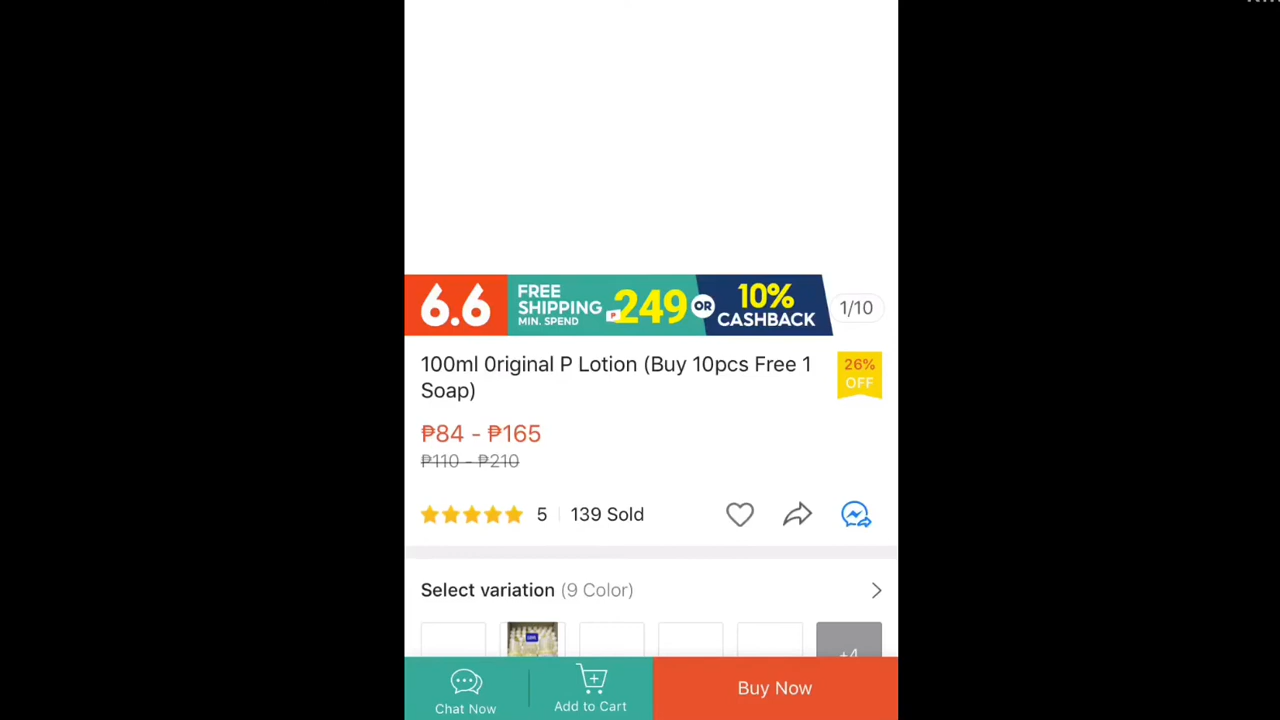 6.6
FREE
SHIPPING
MIN. SPEND
₱249
OR
10%
CASHBACK
1/10
100ml 0riginal P Lotion (Buy 10pcs Free 1
Soap)
26%
OFF
₱84 - ₱165
₱110 - ₱210
5
139 Sold
Select variation (9 Color)
+4
Chat Now
Add to Cart
Buy Now